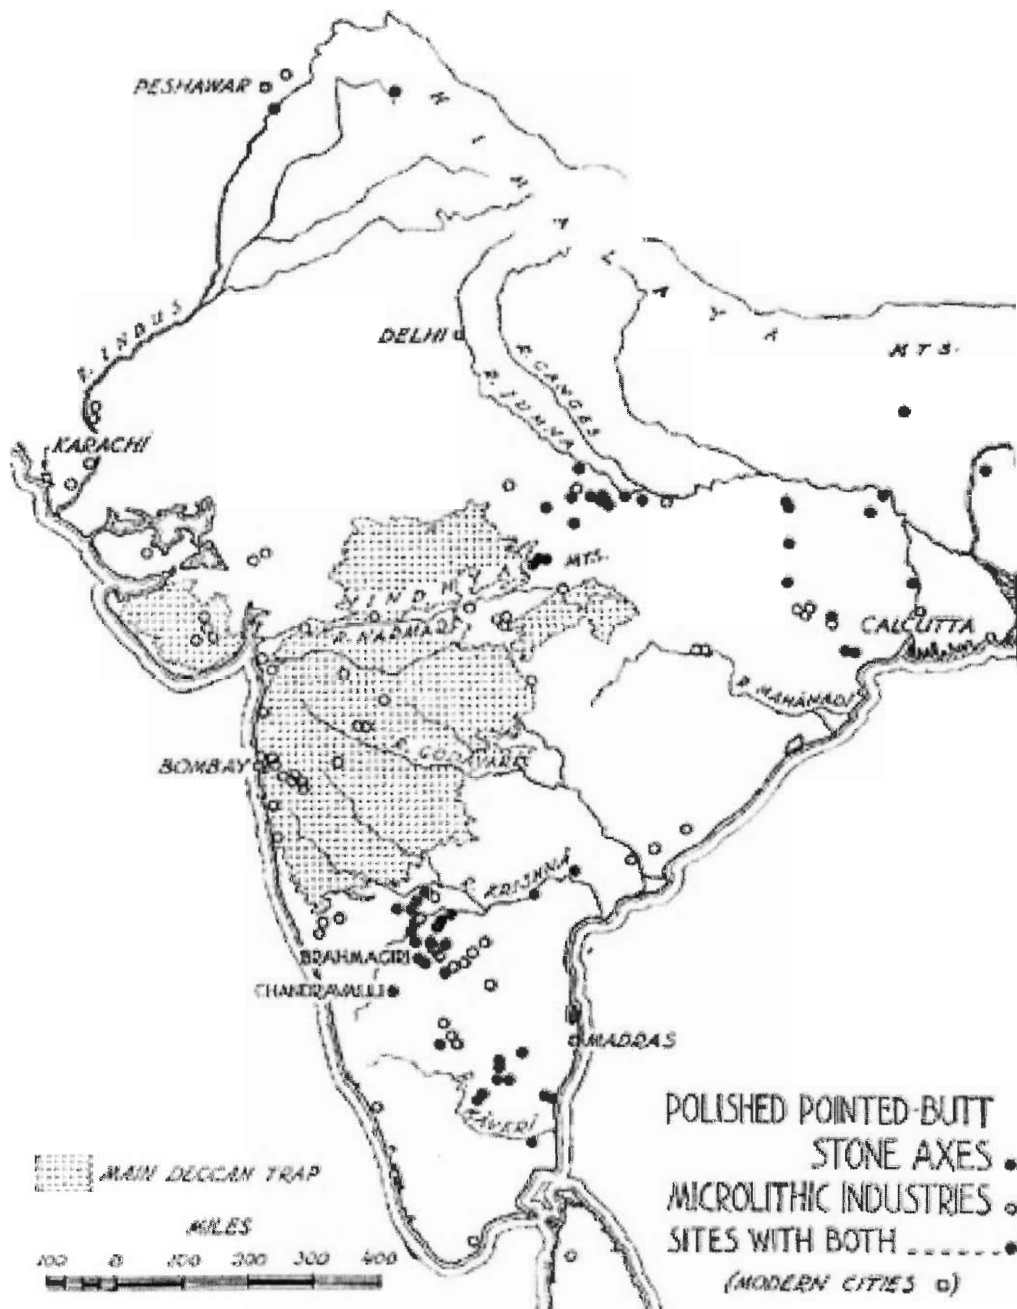 PESHAWAR
HIMALAYA
MTS.
R. INDUS
DELHI
R. GANGES
R. JUMNA
KARACHI
VINDHYA
MTS.
R. NARMADA
CALCUTTA
R. MAHANADI
R. GODAVARI
BOMBAY
R. KRISHNA
BRAHMAGIRI
CHANDRAVALLI
MADRAS
KAVERI
POLISHED POINTED-BUTT
STONE AXES
MICROLITHIC INDUSTRIES
SITES WITH BOTH
(MODERN CITIES )
MAIN DECCAN TRAP
MILES
100 0 100 200 300 400